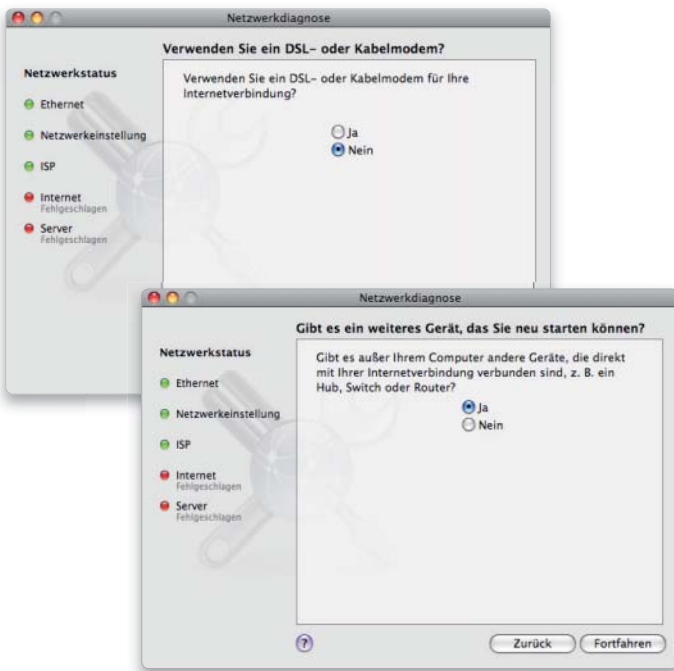 Netzwerkdiagnose
Verwenden Sie ein DSL- oder Kabelmodem?
Netzwerkstatus
Ethernet
Netzwerkeinstellung
ISP
Internet
Fehlgeschlagen
Server
Fehlgeschlagen
Verwenden Sie ein DSL- oder Kabelmodem für Ihre
Internetverbindung?
Ja
Nein
Netzwerkdiagnose
Gibt es ein weiteres Gerät, das Sie neu starten können?
Netzwerkstatus
Ethernet
Netzwerkeinstellung
ISP
Internet
Fehlgeschlagen
Server
Fehlgeschlagen
Gibt es außer Ihrem Computer andere Geräte, die direkt
mit Ihrer Internetverbindung verbunden sind, z. B. ein
Hub, Switch oder Router?
Ja
Nein
?
Zurück
Fortfahren